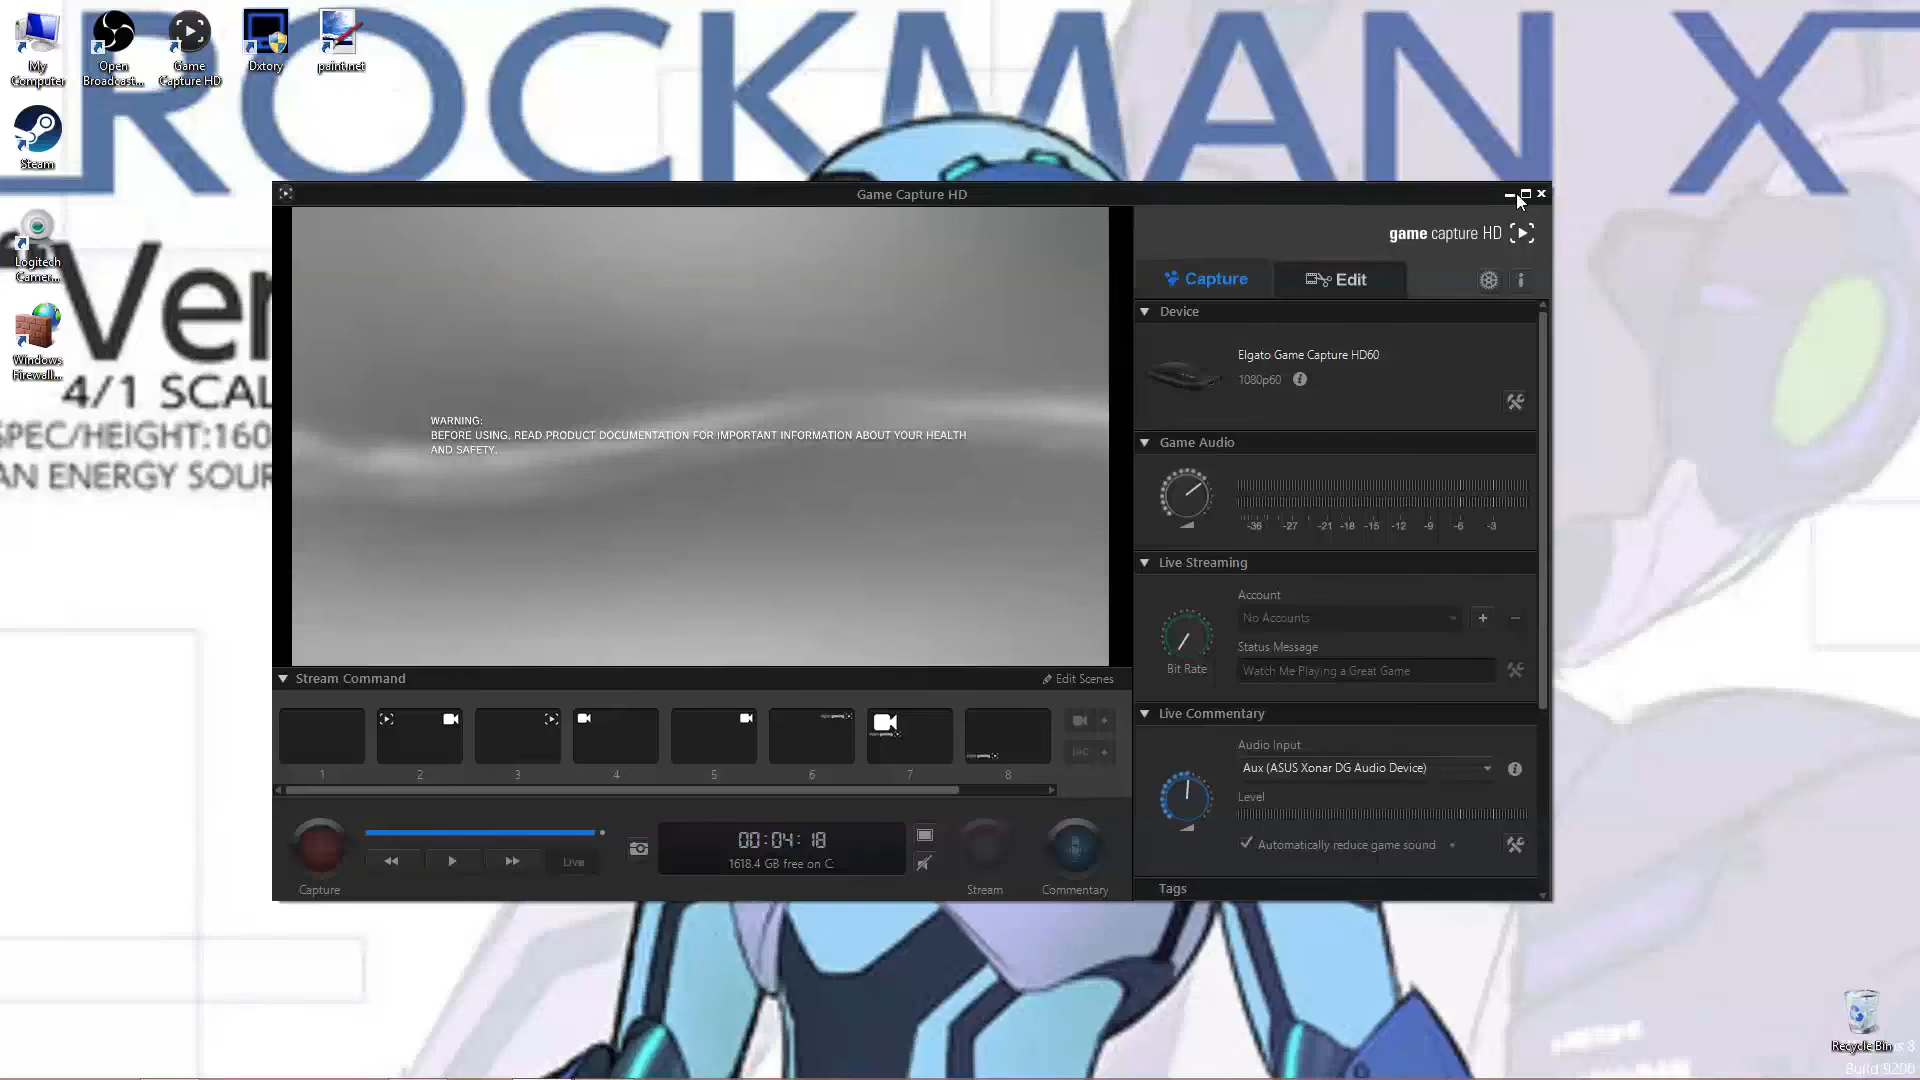 ROCKMAN X
My
Computer
Open
Broadcast...
Game
Capture HD
Dxtory
paint.net
Steam
Logitech
Camer...
Windows
Firewall...
Ver
4/1 SCAL
SPEC/HEIGHT:160
AN ENERGY SOUR
Game Capture HD
game capture HD
Capture
Edit
Device
Elgato Game Capture HD60
1080p60
Game Audio
-36 -27 -21 -18 -15 -12 -9 -6 -3
WARNING:
BEFORE USING, READ PRODUCT DOCUMENTATION FOR IMPORTANT INFORMATION ABOUT YOUR HEALTH
AND SAFETY.
Live Streaming
Account
No Accounts
Status Message
Watch Me Playing a Great Game
Bit Rate
Stream Command
Edit Scenes
1 2 3 4 5 6 7 8
Live Commentary
Audio Input
Aux (ASUS Xonar DG Audio Device)
Level
Automatically reduce game sound
Tags
00:04:18
1618.4 GB free on C:
Live
Capture
Stream
Commentary
Recycle Bin
Build 9200